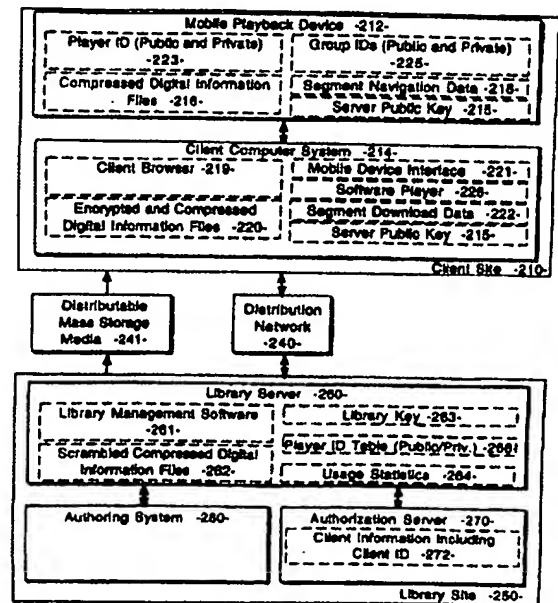 Mobile Playback Device -212-
Player ID (Public and Private)
-223-
Group IDs (Public and Private)
-225-
Compressed Digital Information
Files -216-
Segment Navigation Data -218-
Server Public Key -215-
Client Computer System -214-
Client Browser -219-
Mobile Device Interface -221-
Software Player -226-
Encrypted and Compressed
Digital Information Files -220-
Segment Download Data -222-
Server Public Key -215-
Client Site -210-
Distributable
Mass Storage
Media -241-
Distribution
Network
-240-
Library Server -260-
Library Management Software
-261-
Library Key -263-
Player ID Table (Public/Priv.) -266-
Scrambled Compressed Digital
Information Files -262-
Usage Statistics -264-
Authoring System -280-
Authorization Server -270-
Client Information Including
Client ID -272-
Library Site -250-